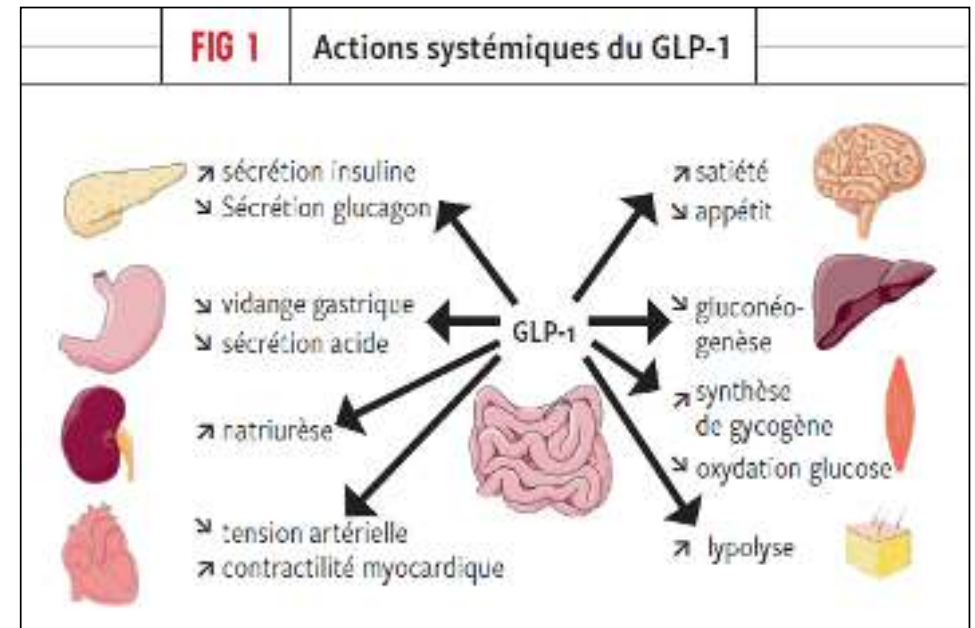 FIG 1
Actions systémiques du GLP-1
↗ sécrétion insuline
↘ Sécrétion glucagon
↘ vidange gastrique
↘ sécrétion acide
↗ natriurèse
↘ tension artérielle
↗ contractilité myocardique
GLP-1
↗ satiété
↘ appétit
↘ gluconéo-
genèse
↗ synthèse
de gycogène
↘ oxydation glucose
↗ lypolyse